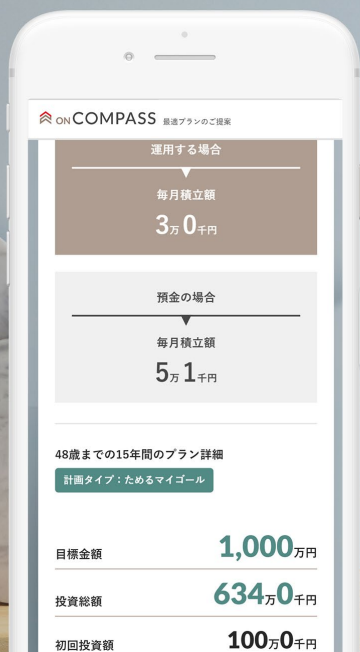 ON COMPASS 最適プランのご提案
運用する場合
毎月積立額
3万0千円
預金の場合
毎月積立額
5万1千円
48歳までの15年間のプラン詳細
計画タイプ：ためるマイゴール
目標金額 1,000万円
投資総額 634万0千円
初回投資額 100万0千円